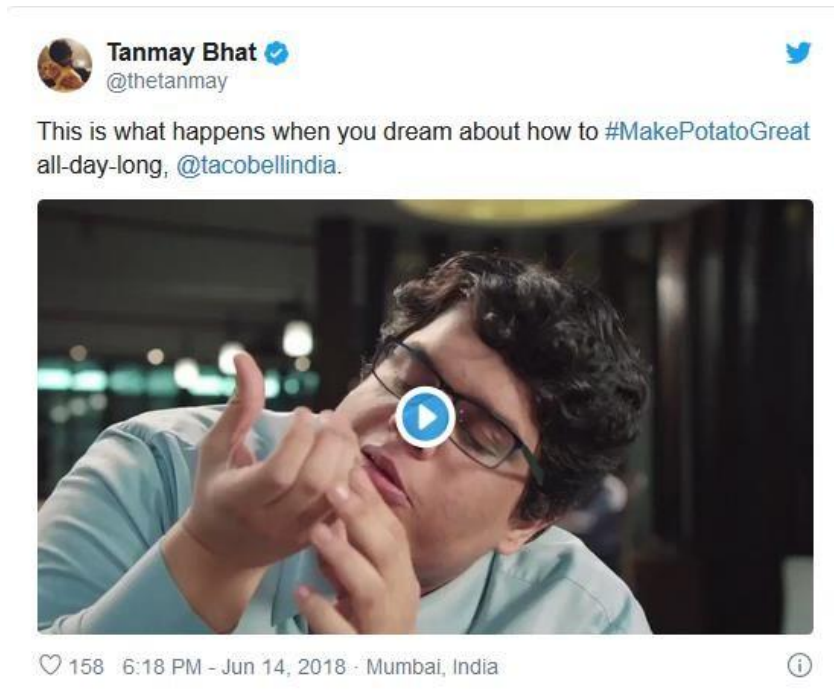 Tanmay Bhat
@thetanmay
This is what happens when you dream about how to #MakePotatoGreat
all-day-long, @tacobellindia.
158 6:18 PM - Jun 14, 2018 · Mumbai, India